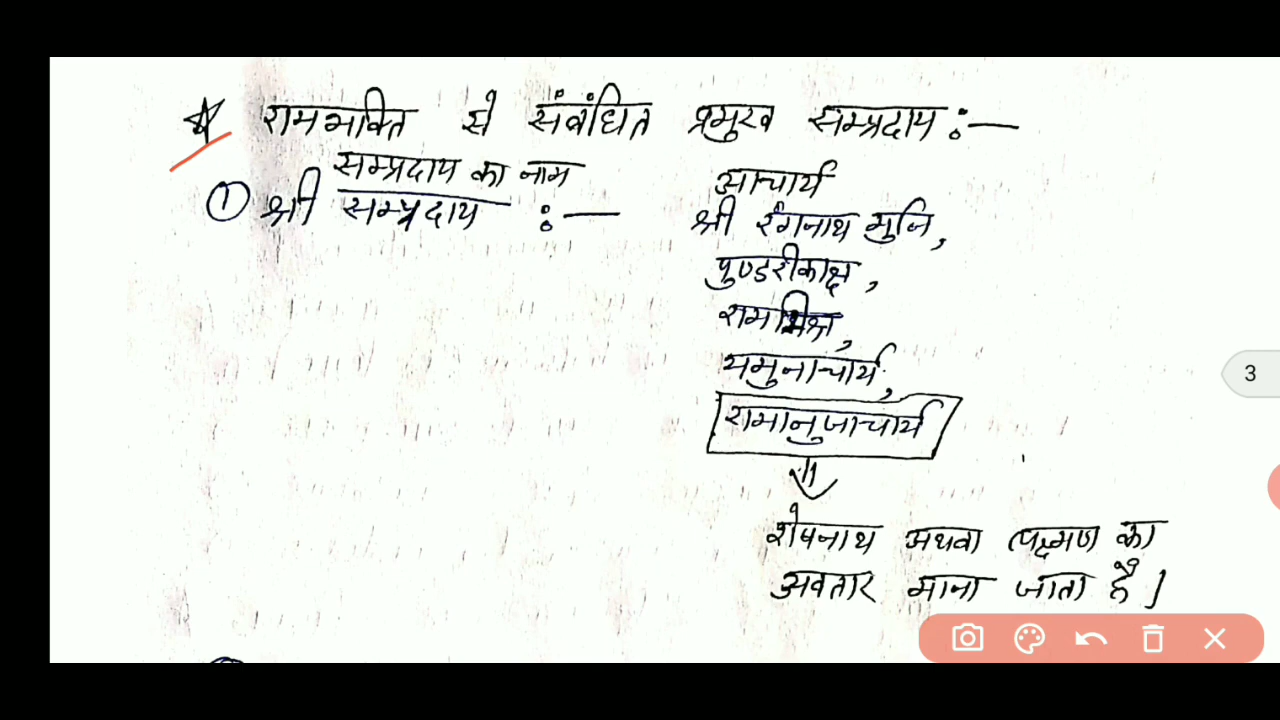 रामभक्ति से संबंधित प्रमुख सम्प्रदाय :—
सम्प्रदाय का नाम
आचार्य
① श्री सम्प्रदाय :—
श्री रंगनाथ मुनि,
पुण्डरीकाक्ष,
राममिश्र,
यमुनाचार्य,
रामानुजाचार्य
शेषनाथ अथवा लक्ष्मण का
अवतार माना जाता है।
3